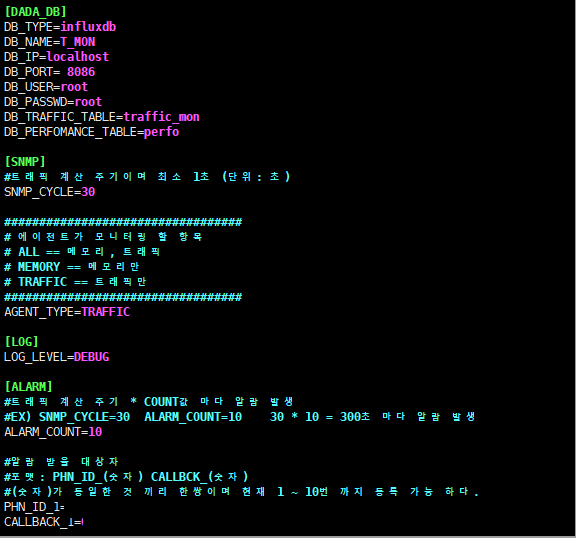 [DADA_DB]
DB_TYPE=influxdb
DB_NAME=T_MON
DB_IP=localhost
DB_PORT= 8086
DB_USER=root
DB_PASSWD=root
DB_TRAFFIC_TABLE=traffic_mon
DB_PERFOMANCE_TABLE=perfo
[SNMP]
#트래픽 계산 주기이며 최소 1초 (단위: 초)
SNMP_CYCLE=30
##################################
# 에이전트가 모니터링 할 항목
# ALL == 메모리, 트래픽
# MEMORY == 메모리만
# TRAFFIC == 트래픽만
##################################
AGENT_TYPE=TRAFFIC
[LOG]
LOG_LEVEL=DEBUG
[ALARM]
#트래픽 계산 주기 * COUNT값 마다 알람 발생
#EX) SNMP_CYCLE=30 ALARM_COUNT=10 30 * 10 = 300초 마다 알람 발생
ALARM_COUNT=10
#알람 받을 대상자
#포맷: PHN_ID_(숫자) CALLBCK_(숫자)
#(숫자)가 동일한 것 끼리 한쌍이며 현재 1 ~ 10번 까지 등록 가능 하다.
PHN_ID_1=
CALLBACK_1=